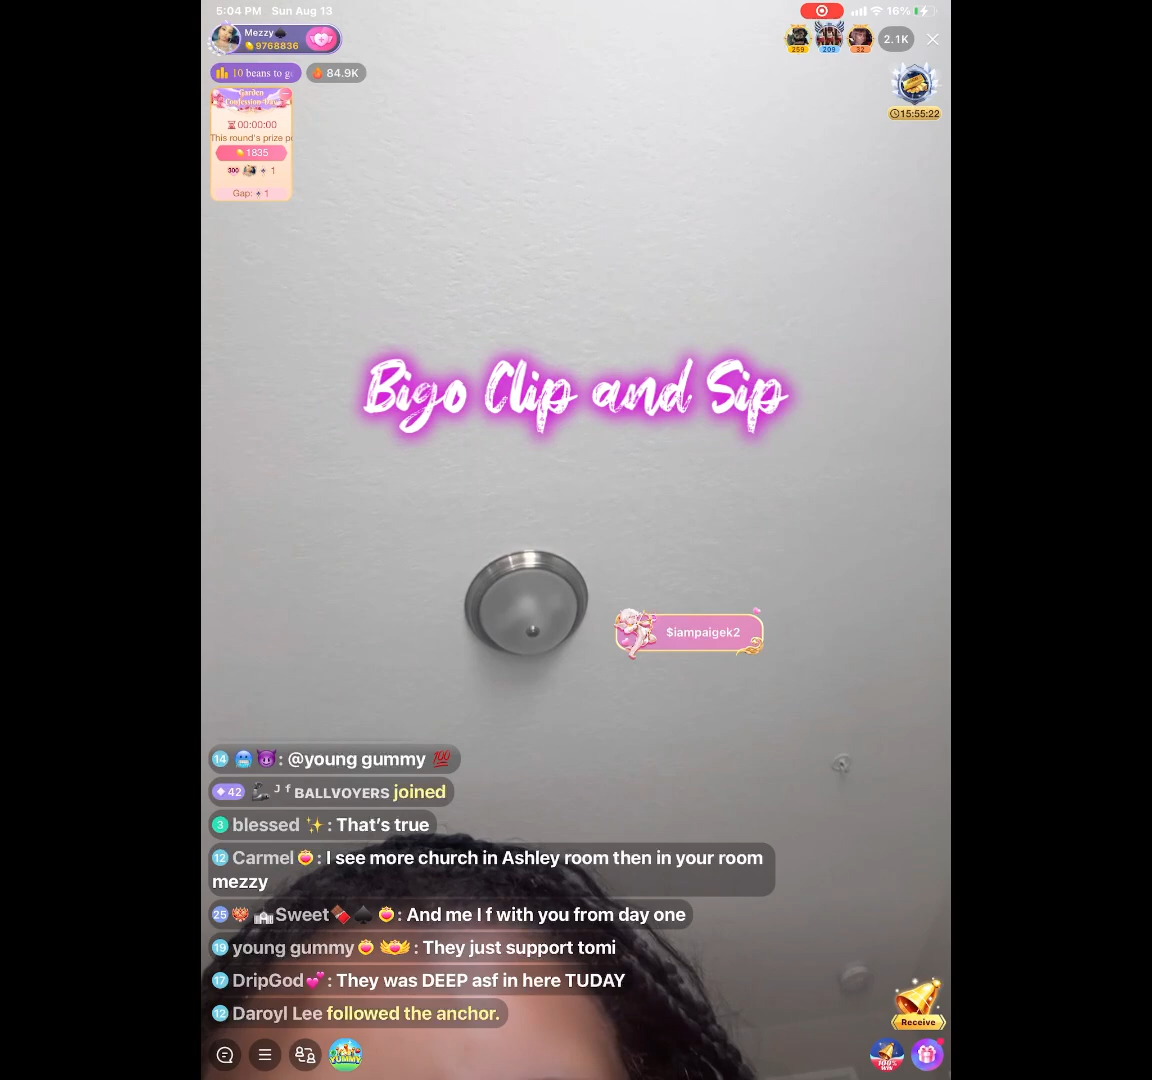 5:04 PM Sun Aug 13
16%
Mezzy♠
9768836
259
209
32
2.1K
10 beans to g
84.9K
Garden
Confession Day
00:00:00
This round's prize p
1835
300 1
Gap: 1
15:55:22
Bigo Clip and Sip
$iampaigek2
14 🥶😈: @young gummy 💯
42 ᴶ ᶠ ʙᴀʟʟᴠᴏʏᴇʀs joined
3 blessed ✨: That's true
12 Carmel: I see more church in Ashley room then in your room
mezzy
25 Sweet🍫♠: And me I f with you from day one
19 young gummy: They just support tomi
17 DripGod💕: They was DEEP asf in here TUDAY
12 Daroyl Lee followed the anchor.
Receive
YUMMY
100%
WIN